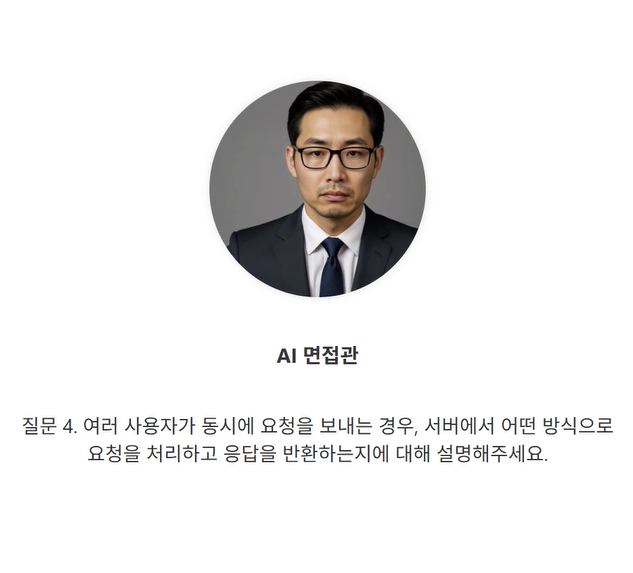 AI 면접관
질문 4. 여러 사용자가 동시에 요청을 보내는 경우, 서버에서 어떤 방식으로
요청을 처리하고 응답을 반환하는지에 대해 설명해주세요.